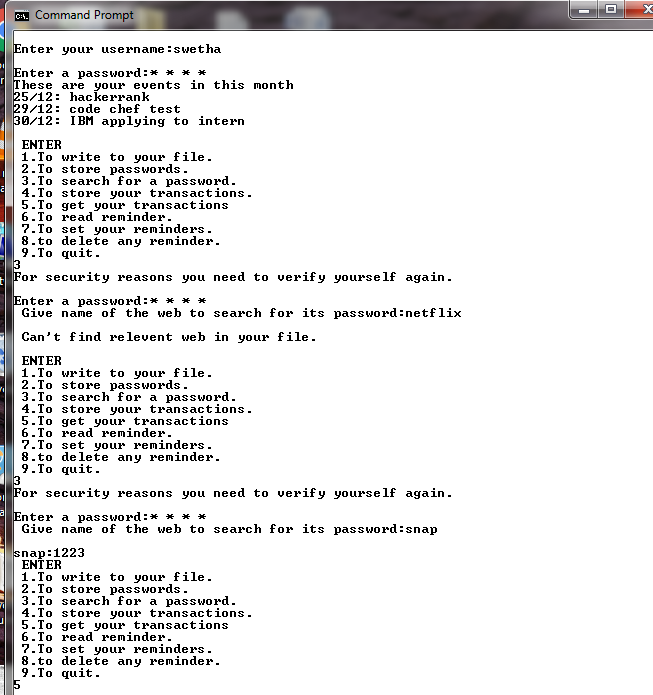 Command Prompt
Enter your username:swetha
Enter a password:* * * *
These are your events in this month
25/12: hackerrank
29/12: code chef test
30/12: IBM applying to intern
ENTER
1.To write to your file.
2.To store passwords.
3.To search for a password.
4.To store your transactions.
5.To get your transactions
6.To read reminder.
7.To set your reminders.
8.to delete any reminder.
9.To quit.
3
For security reasons you need to verify yourself again.
Enter a password:* * * *
Give name of the web to search for its password:netflix
Can't find relevent web in your file.
ENTER
1.To write to your file.
2.To store passwords.
3.To search for a password.
4.To store your transactions.
5.To get your transactions
6.To read reminder.
7.To set your reminders.
8.to delete any reminder.
9.To quit.
3
For security reasons you need to verify yourself again.
Enter a password:* * * *
Give name of the web to search for its password:snap
snap:1223
ENTER
1.To write to your file.
2.To store passwords.
3.To search for a password.
4.To store your transactions.
5.To get your transactions
6.To read reminder.
7.To set your reminders.
8.to delete any reminder.
9.To quit.
5